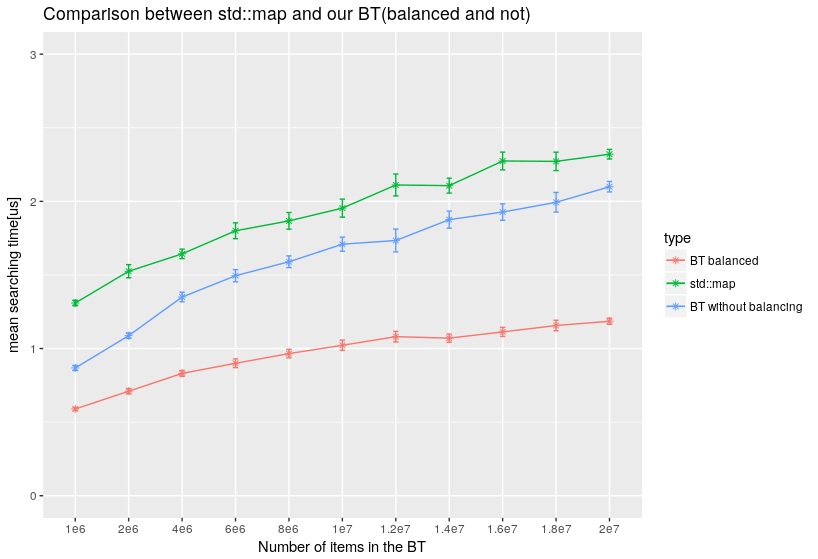 Comparison between std::map and our BT(balanced and not)
3
2
1
0
mean searching time[us]
1e6 2e6 4e6 6e6 8e6 1e7 1.2e7 1.4e7 1.6e7 1.8e7 2e7
Number of items in the BT
type
BT balanced
std::map
BT without balancing